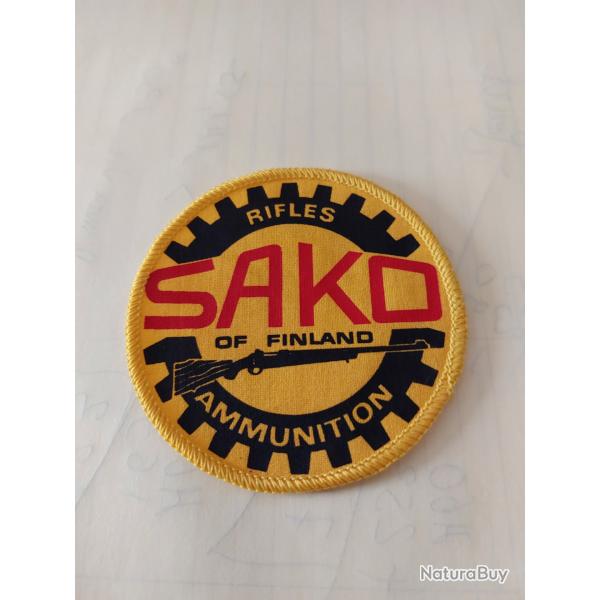 RIFLES
SAKO
OF FINLAND
AMMUNITION
NaturaBuy